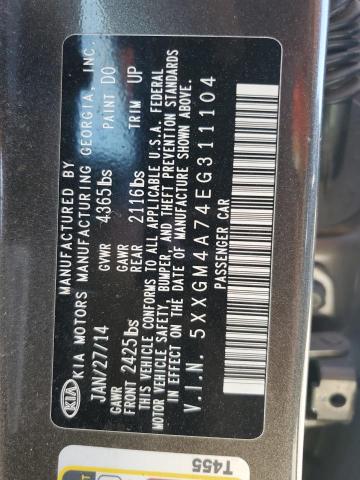 MANUFACTURED BY
KIA MOTORS MANUFACTURING GEORGIA, INC.
KIA
JAN/27/14 GVWR 4365lbs PAINT D0
GAWR FRONT 2425lbs GAWR REAR 2116lbs TRIM UP
THIS VEHICLE CONFORMS TO ALL APPLICABLE U.S.A. FEDERAL
MOTOR VEHICLE SAFETY, BUMPER, AND THEFT PREVENTION STANDARDS
IN EFFECT ON THE DATE OF MANUFACTURE SHOWN ABOVE.
V.I.N. 5XXGM4A74EG311104
PASSENGER CAR
T455